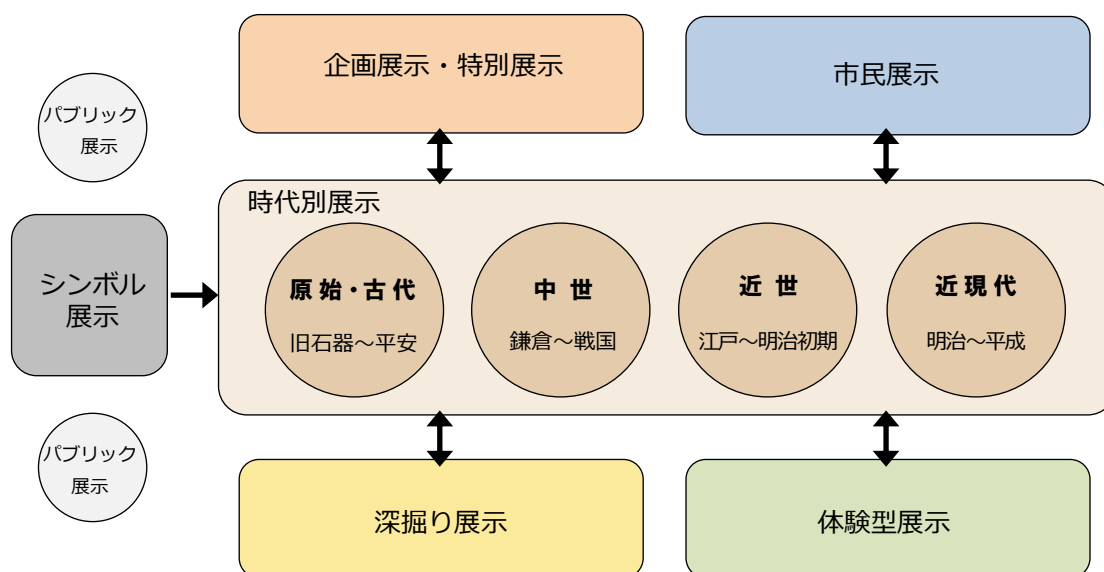 企画展示・特別展示
市民展示
パブリック
展示
時代別展示
シンボル
展示
原始・古代
旧石器～平安
中世
鎌倉～戦国
近世
江戸～明治初期
近現代
明治～平成
パブリック
展示
深掘り展示
体験型展示